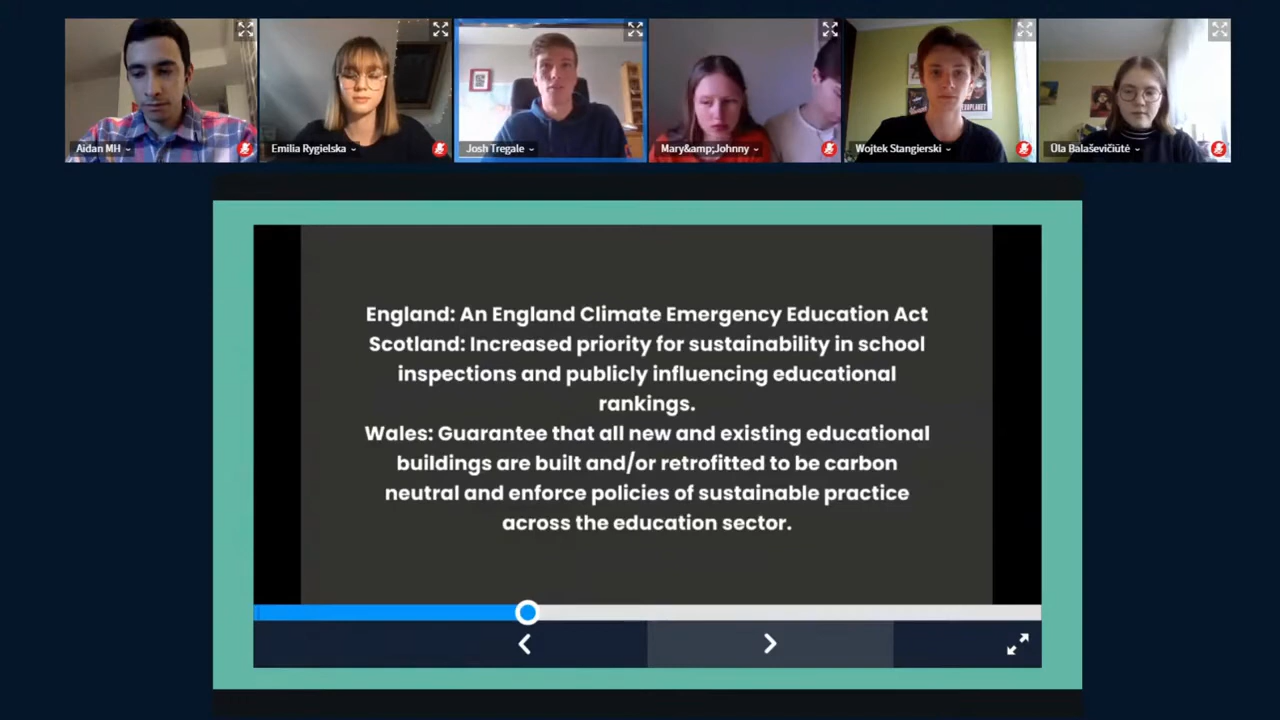 Aidan MH
Emilia Rygielska
Josh Tregale
Mary&amp;Johnny
Wojtek Stangierski
Ūla Balaševičiūtė
England: An England Climate Emergency Education Act
Scotland: Increased priority for sustainability in school
inspections and publicly influencing educational
rankings.
Wales: Guarantee that all new and existing educational
buildings are built and/or retrofitted to be carbon
neutral and enforce policies of sustainable practice
across the education sector.